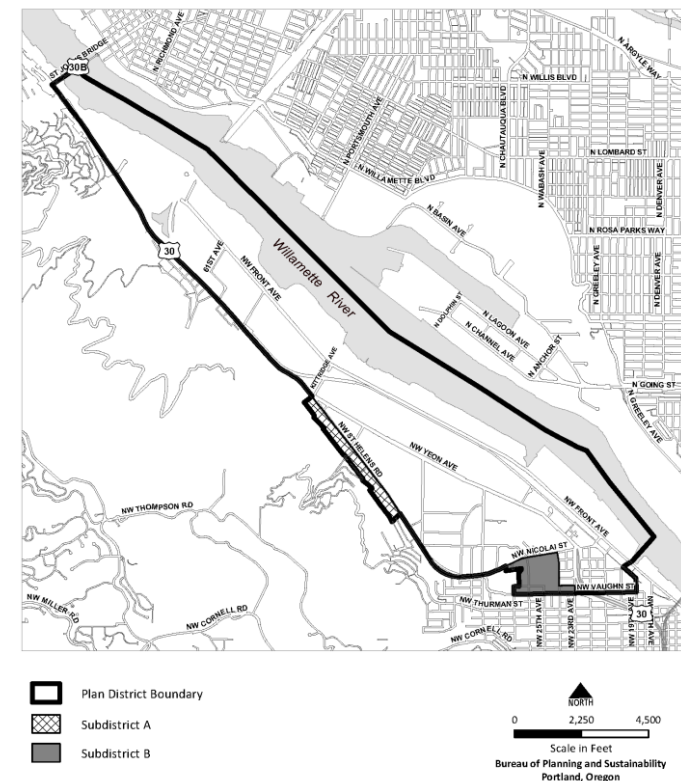 ST JOHNS BRIDGE
30B
N RICHMOND AVE
N ARGYLE WAY
N WILLIS BLVD
N PORTSMOUTH AVE
N CHAUTAUQUA BLVD
N LOMBARD ST
N WILLAMETTE BLVD
N WABASH AVE
N DENVER AVE
N BASIN AVE
N ROSA PARKS WAY
30
61ST AVE
NW FRONT AVE
Willamette River
N GREELEY AVE
N DENVER AVE
N DOLPHIN ST
N LAGOON AVE
N CHANNEL AVE
N ANCHOR ST
KITTRIDGE AVE
N GOING ST
N GREELEY AVE
NW ST HELENS RD
NW YEON AVE
NW THOMPSON RD
NW FRONT AVE
NW NICOLAI ST
NW VAUGHN ST
NW THURMAN ST
NW MILLER RD
NW CORNELL RD
NW CORNELL RD
NW 25TH AVE
NW 23RD AVE
NW 19TH AVE
30
Plan District Boundary
Subdistrict A
Subdistrict B
NORTH
0 2,250 4,500
Scale in Feet
Bureau of Planning and Sustainability
Portland, Oregon